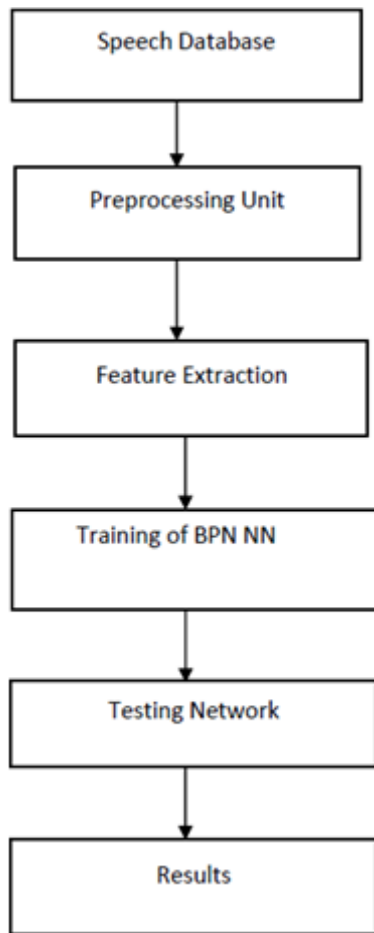 Speech Database
Preprocessing Unit
Feature Extraction
Training of BPN NN
Testing Network
Results